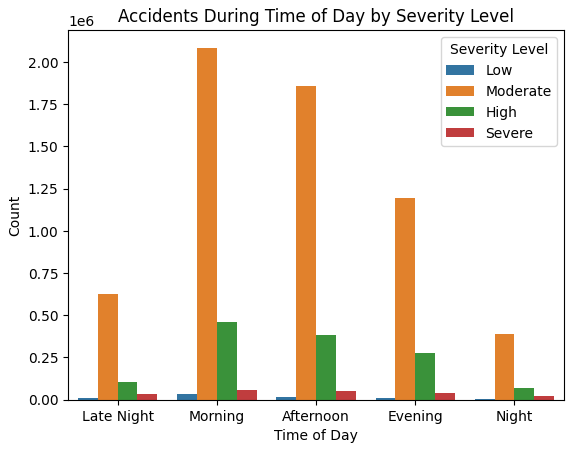 Accidents During Time of Day by Severity Level
1e6
Severity Level
Low
Moderate
High
Severe
2.00
1.75
1.50
1.25
1.00
0.75
0.50
0.25
0.00
Count
Late Night Morning Afternoon Evening Night
Time of Day